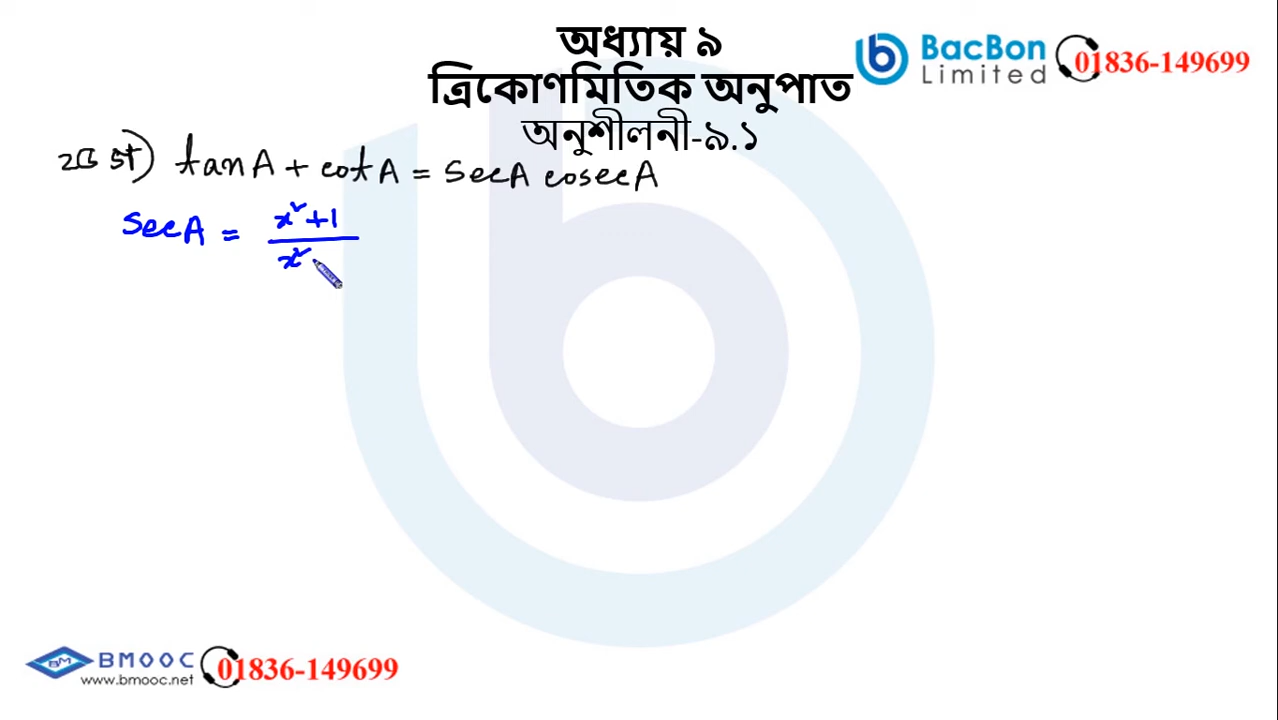 অধ্যায় ৯
ত্রিকোণমিতিক অনুপাত
অনুশীলনী-৯.১
BacBon
Limited
01836-149699
tanA + cotA = SecA cosecA
SecA = x²+1 / x²
BMOOC
www.bmooc.net
01836-149699